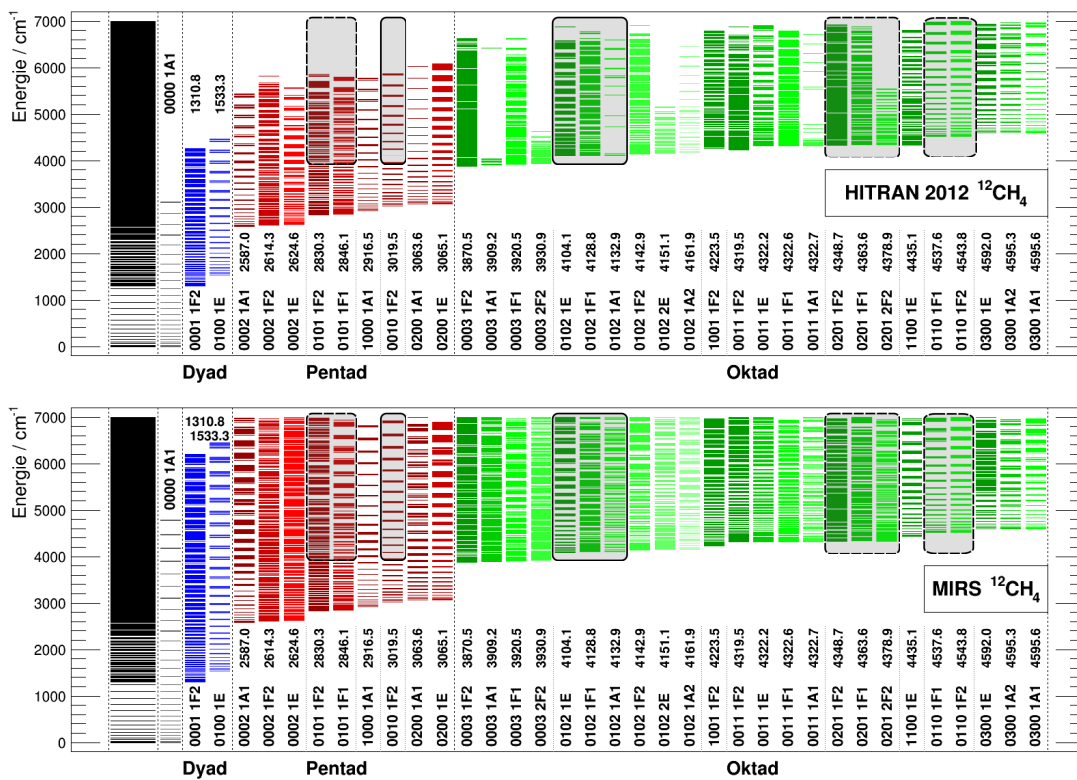 Energie / cm-1
7000
6000
5000
4000
3000
2000
1000
0
0000 1A1
1310.8
1533.3
HITRAN 2012 12CH4
2587.0 2614.3 2624.6 2830.3 2846.1 2916.5 3019.5 3063.6 3065.1 3870.5 3909.2 3920.5 3930.9 4104.1 4128.8 4132.9 4142.9 4151.1 4161.9 4223.5 4319.5 4322.2 4322.6 4322.7 4348.7 4363.6 4378.9 4435.1 4537.6 4543.8 4592.0 4595.3 4595.6
0001 1F2 0100 1E 0002 1A1 0002 1F2 0002 1E 0101 1F2 0101 1F1 1000 1A1 0110 1F2 0200 1A1 0200 1E 0003 1F2 0003 1A1 0003 1F1 0003 2F2 0102 1E 0102 1F1 0102 1A1 0102 1F2 0102 2E 0102 1A2 1001 1F2 0011 1F2 0011 1E 0011 1F1 0011 1A1 0201 1F2 0201 1F1 0201 2F2 1100 1E 0110 1F1 0110 1F2 0300 1E 0300 1A2 0300 1A1
Dyad Pentad Oktad
Energie / cm-1
7000
6000
5000
4000
3000
2000
1000
0
0000 1A1
1310.8
1533.3
MIRS 12CH4
2587.0 2614.3 2624.6 2830.3 2846.1 2916.5 3019.5 3063.6 3065.1 3870.5 3909.2 3920.5 3930.9 4104.1 4128.8 4132.9 4142.9 4151.1 4161.9 4223.5 4319.5 4322.2 4322.6 4322.7 4348.7 4363.6 4378.9 4435.1 4537.6 4543.8 4592.0 4595.3 4595.6
0001 1F2 0100 1E 0002 1A1 0002 1F2 0002 1E 0101 1F2 0101 1F1 1000 1A1 0110 1F2 0200 1A1 0200 1E 0003 1F2 0003 1A1 0003 1F1 0003 2F2 0102 1E 0102 1F1 0102 1A1 0102 1F2 0102 2E 0102 1A2 1001 1F2 0011 1F2 0011 1E 0011 1F1 0011 1A1 0201 1F2 0201 1F1 0201 2F2 1100 1E 0110 1F1 0110 1F2 0300 1E 0300 1A2 0300 1A1
Dyad Pentad Oktad